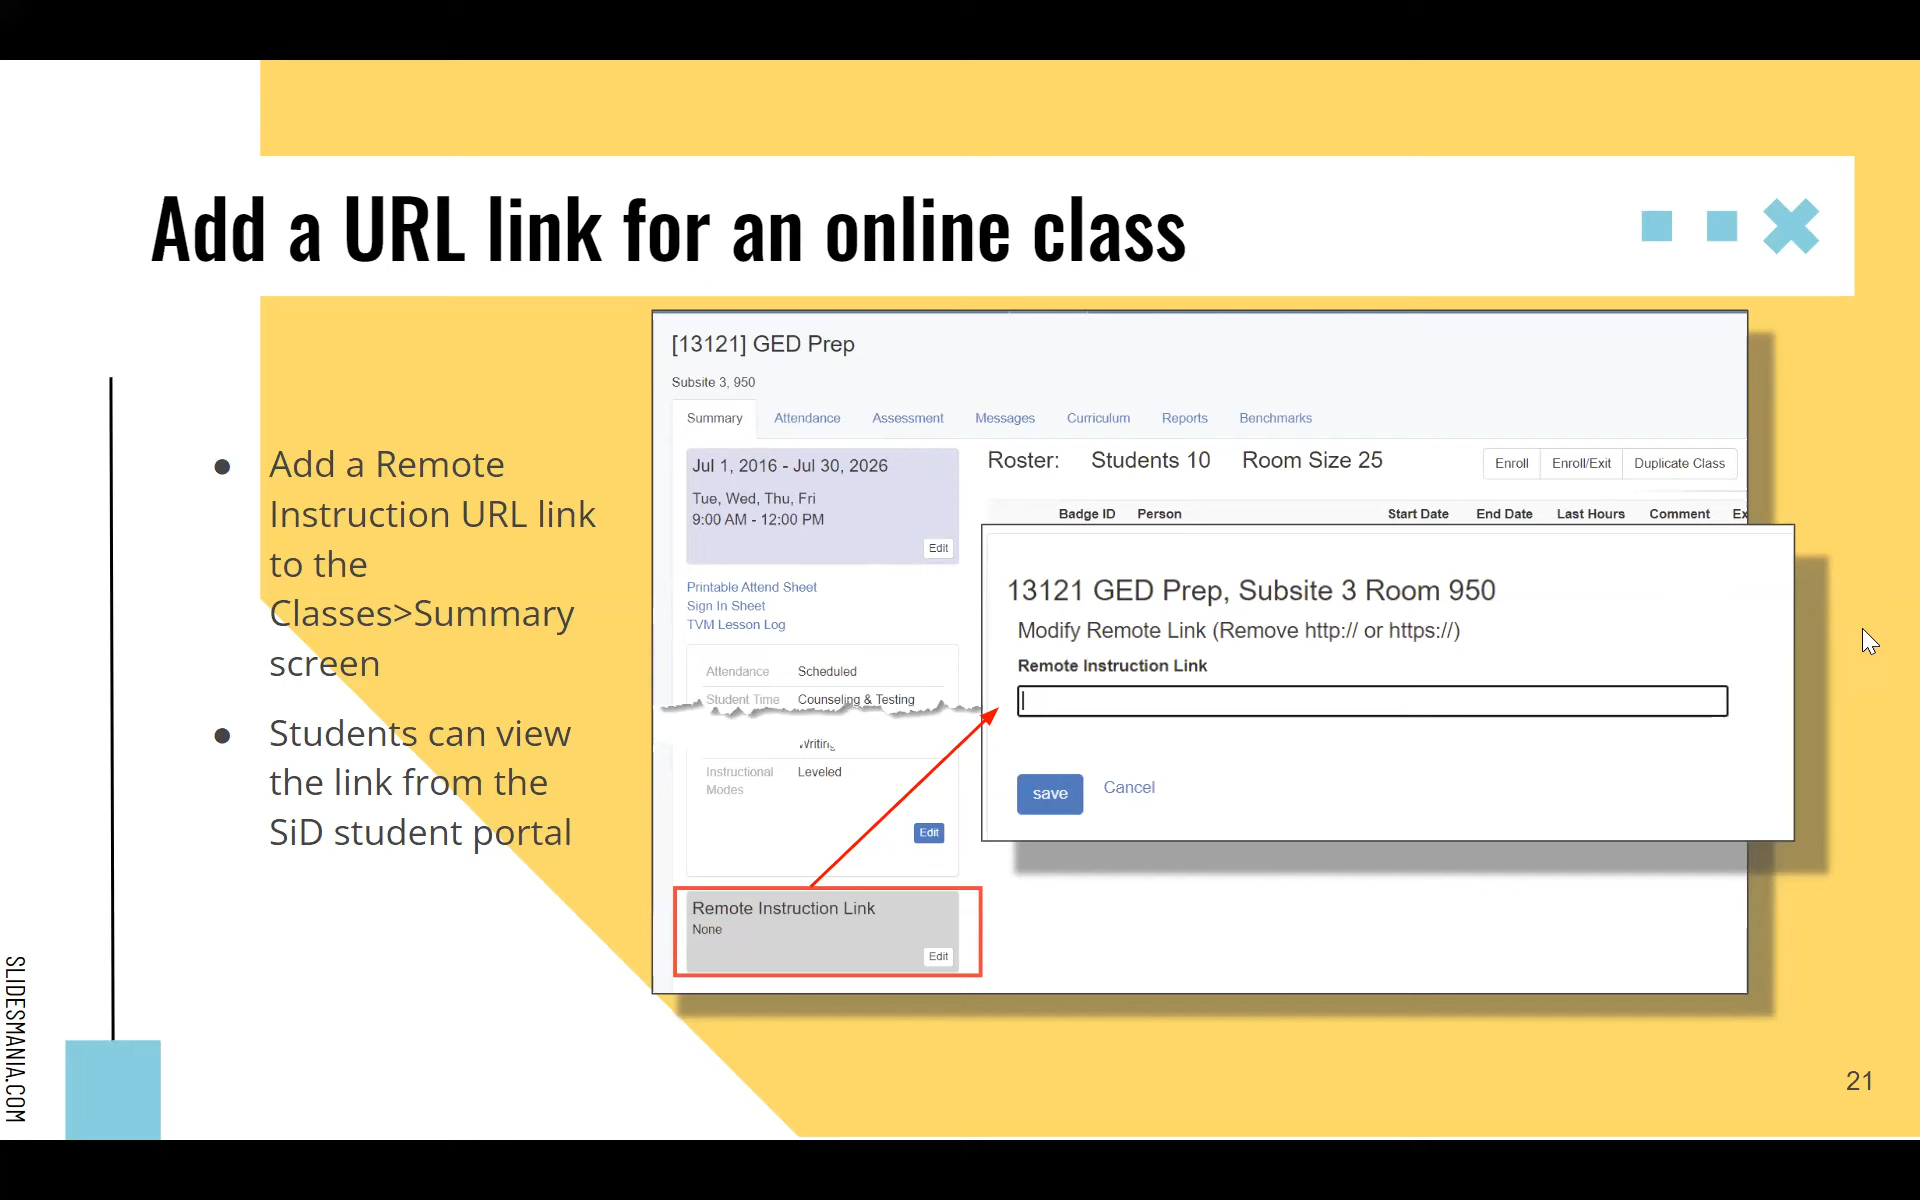 Add a URL link for an online class
● Add a Remote
Instruction URL link
to the
Classes>Summary
screen
● Students can view
the link from the
SiD student portal
[13121] GED Prep
Subsite 3, 950
Summary Attendance Assessment Messages Curriculum Reports Benchmarks
Jul 1, 2016 - Jul 30, 2026
Tue, Wed, Thu, Fri
9:00 AM - 12:00 PM
Edit
Roster: Students 10 Room Size 25 Enroll Enroll/Exit Duplicate Class
Badge ID Person Start Date End Date Last Hours Comment Ex
Printable Attend Sheet
Sign In Sheet
TVM Lesson Log
Attendance Scheduled
Student Time Counseling & Testing
Writing
Instructional Leveled
Modes
Edit
Remote Instruction Link
None
Edit
13121 GED Prep, Subsite 3 Room 950
Modify Remote Link (Remove http:// or https://)
Remote Instruction Link
save Cancel
SLIDESMANIA.COM
21